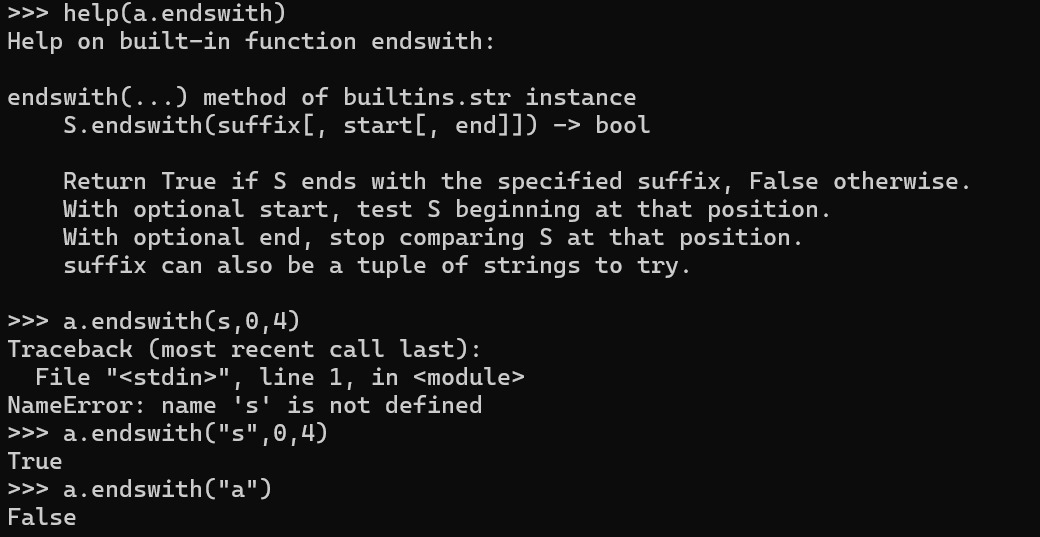 >>> help(a.endswith)
Help on built-in function endswith:

endswith(...) method of builtins.str instance
    S.endswith(suffix[, start[, end]]) -> bool

    Return True if S ends with the specified suffix, False otherwise.
    With optional start, test S beginning at that position.
    With optional end, stop comparing S at that position.
    suffix can also be a tuple of strings to try.

>>> a.endswith(s,0,4)
Traceback (most recent call last):
  File "<stdin>", line 1, in <module>
NameError: name 's' is not defined
>>> a.endswith("s",0,4)
True
>>> a.endswith("a")
False